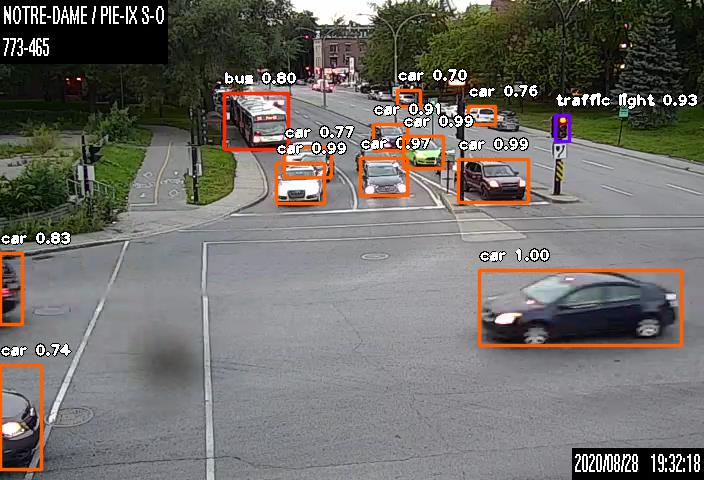 NOTRE-DAME / PIE-IX S-O
773-465
bus 0.80
car 0.70
car 0.76
traffic light 0.93
car 0.91
car 0.99
car 0.77
car 0.99
car 0.97
car 0.99
car 0.83
car 1.00
car 0.74
2020/08/28 19:32:18